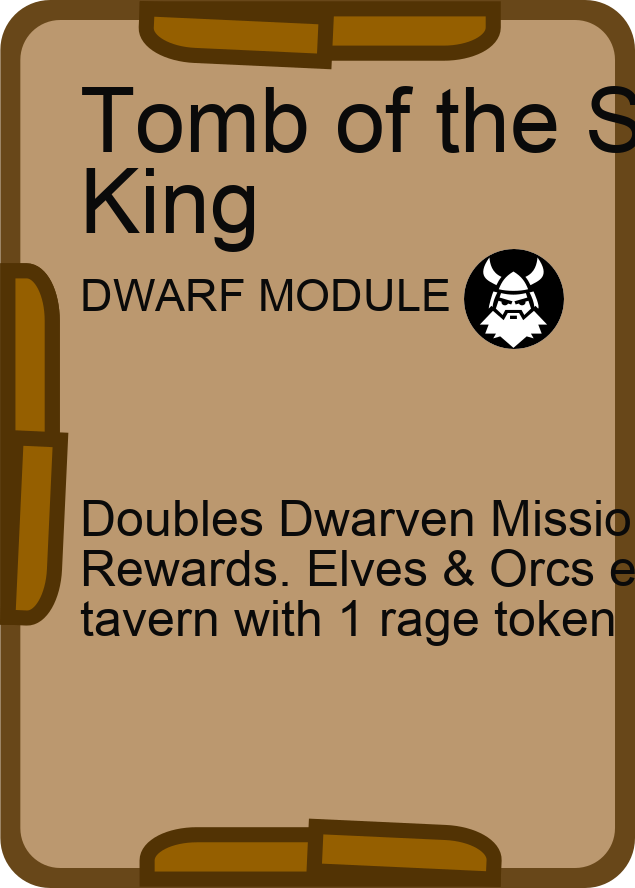 Tomb of the S
King
DWARF MODULE
Doubles Dwarven Missio
Rewards. Elves & Orcs e
tavern with 1 rage token